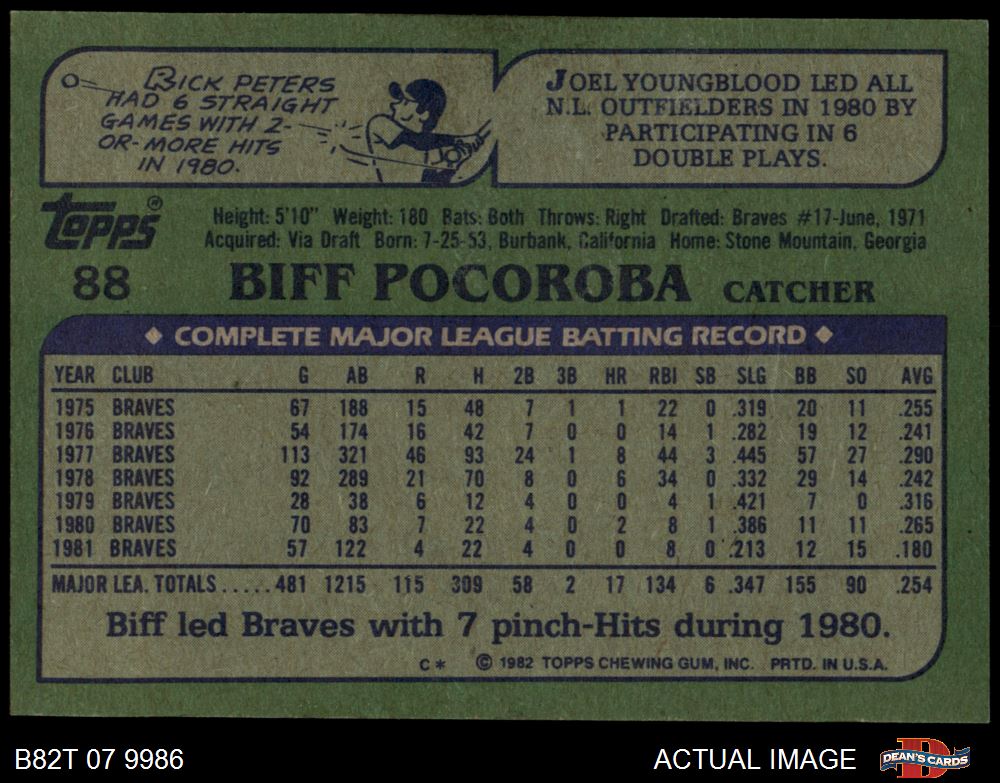 RICK PETERS
HAD 6 STRAIGHT
GAMES WITH 2-
OR-MORE HITS
IN 1980.
JOEL YOUNGBLOOD LED ALL
N.L. OUTFIELDERS IN 1980 BY
PARTICIPATING IN 6
DOUBLE PLAYS.
TOPPS®
Height: 5'10" Weight: 180 Bats: Both Throws: Right Drafted: Braves #17-June, 1971
Acquired: Via Draft Born: 7-25-53, Burbank, California Home: Stone Mountain, Georgia
88 BIFF POCOROBA CATCHER
◆ COMPLETE MAJOR LEAGUE BATTING RECORD ◆
YEAR CLUB G AB R H 2B 3B HR RBI SB SLG BB SO AVG
1975 BRAVES 67 188 15 48 7 1 1 22 0 .319 20 11 .255
1976 BRAVES 54 174 16 42 7 0 0 14 1 .282 19 12 .241
1977 BRAVES 113 321 46 93 24 1 8 44 3 .445 57 27 .290
1978 BRAVES 92 289 21 70 8 0 6 34 0 .332 29 14 .242
1979 BRAVES 28 38 6 12 4 0 0 4 1 .421 7 0 .316
1980 BRAVES 70 83 7 22 4 0 2 8 1 .386 11 11 .265
1981 BRAVES 57 122 4 22 4 0 0 8 0 .213 12 15 .180
MAJOR LEA. TOTALS.....481 1215 115 309 58 2 17 134 6 .347 155 90 .254
Biff led Braves with 7 pinch-Hits during 1980.
C* © 1982 TOPPS CHEWING GUM, INC. PRTD. IN U.S.A.
B82T 07 9986 ACTUAL IMAGE DEAN'S CARDS